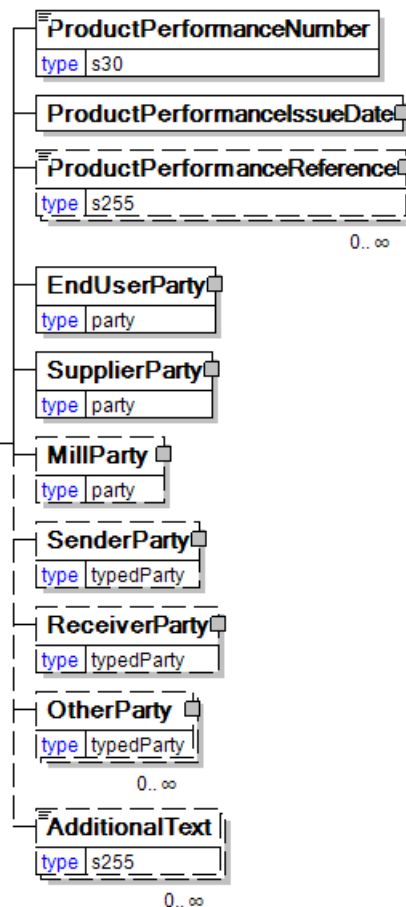 ProductPerformanceNumber
type s30
ProductPerformanceIssueDate
ProductPerformanceReference
type s255
0.. ∞
EndUserParty
type party
SupplierParty
type party
MillParty
type party
SenderParty
type typedParty
ReceiverParty
type typedParty
OtherParty
type typedParty
0.. ∞
AdditionalText
type s255
0.. ∞